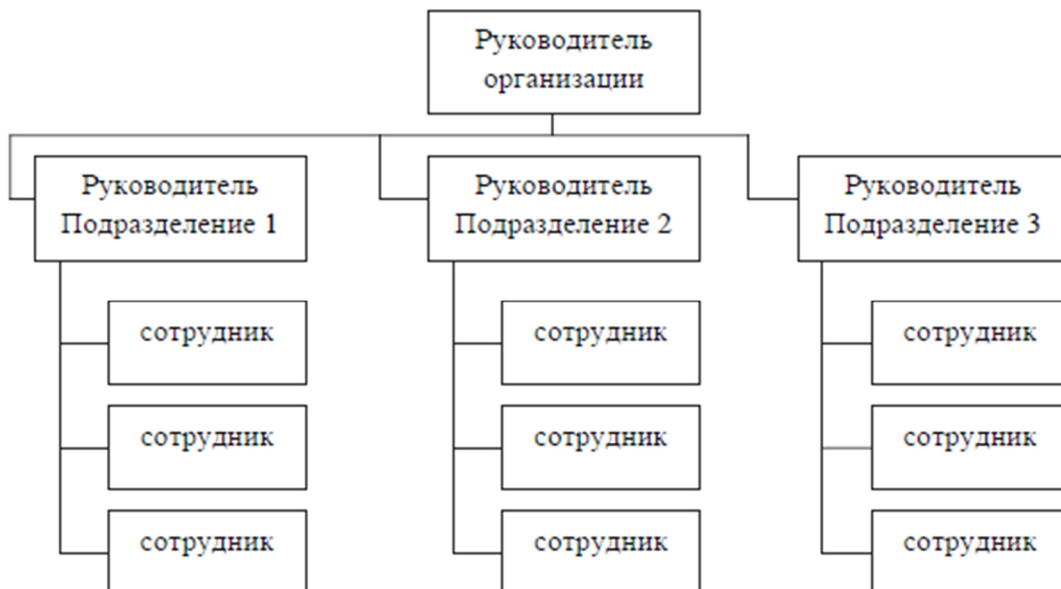 Руководитель
организации
Руководитель
Подразделение 1
Руководитель
Подразделение 2
Руководитель
Подразделение 3
сотрудник
сотрудник
сотрудник
сотрудник
сотрудник
сотрудник
сотрудник
сотрудник
сотрудник